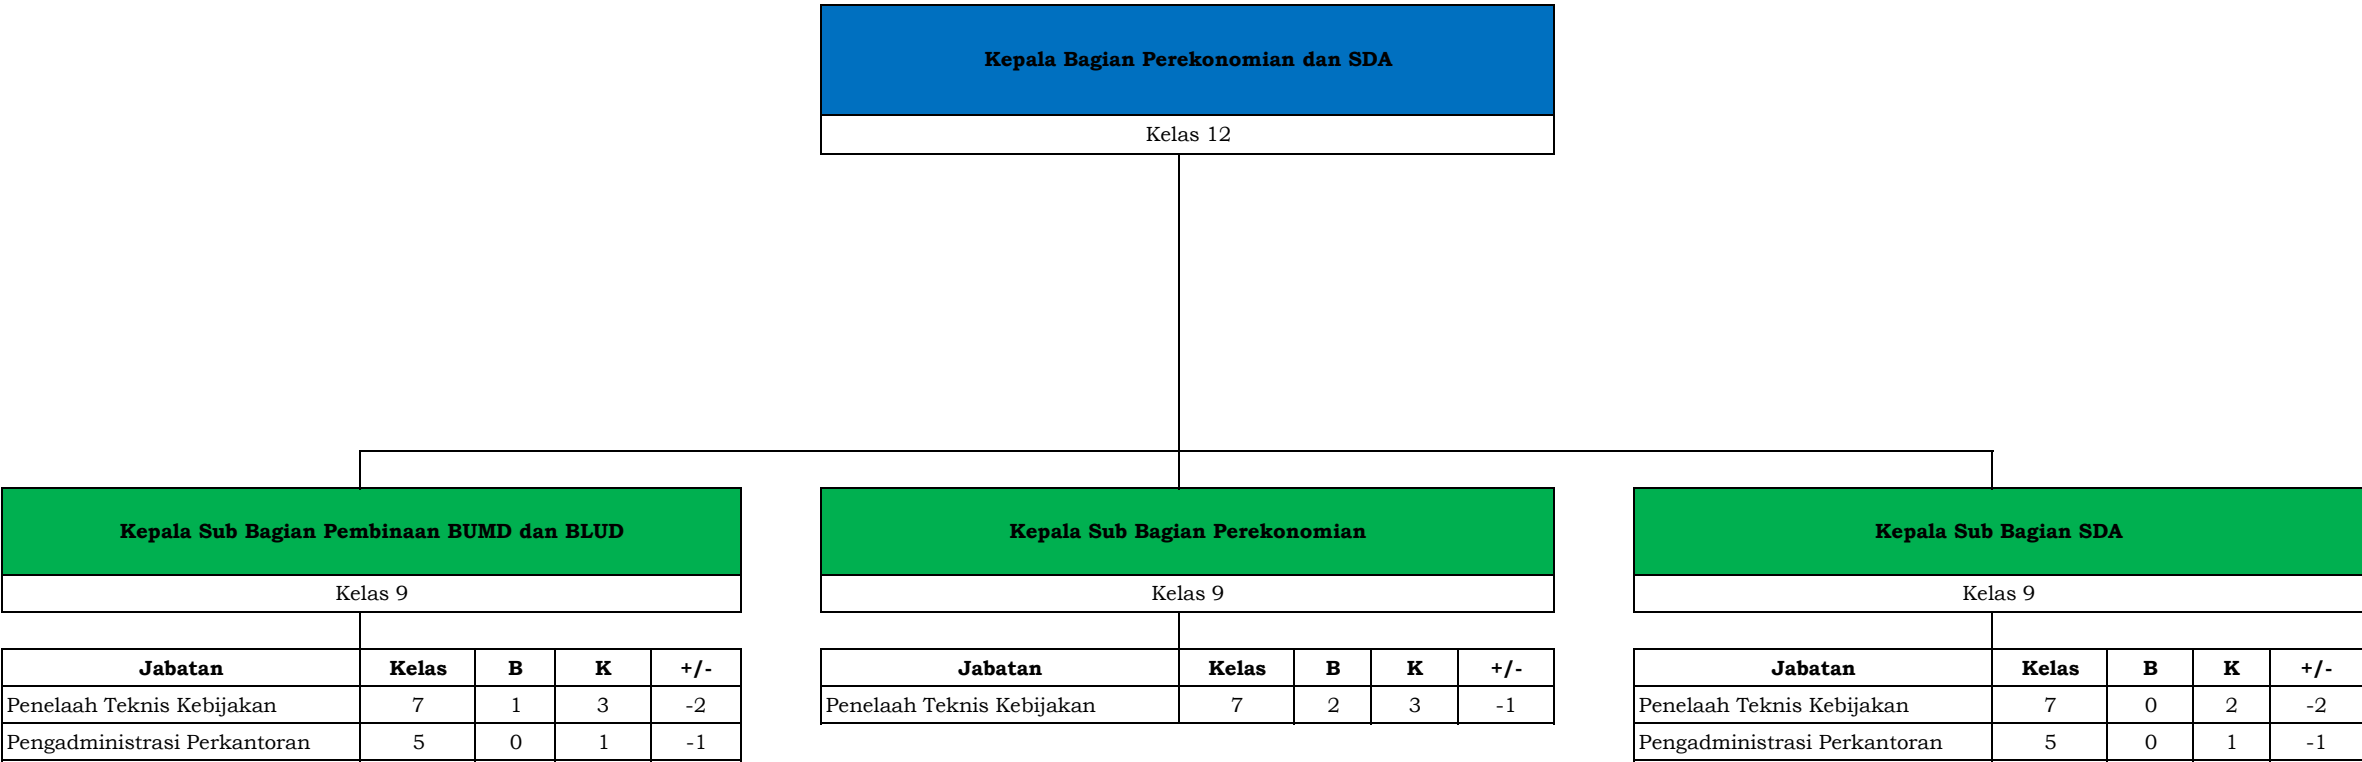 Kepala Bagian Perekonomian dan SDA
Kelas 12
Kepala Sub Bagian Pembinaan BUMD dan BLUD
Kelas 9
Jabatan Kelas B K +/-
Penelaah Teknis Kebijakan 7 1 3 -2
Pengadministrasi Perkantoran 5 0 1 -1
Kepala Sub Bagian Perekonomian
Kelas 9
Jabatan Kelas B K +/-
Penelaah Teknis Kebijakan 7 2 3 -1
Kepala Sub Bagian SDA
Kelas 9
Jabatan Kelas B K +/-
Penelaah Teknis Kebijakan 7 0 2 -2
Pengadministrasi Perkantoran 5 0 1 -1